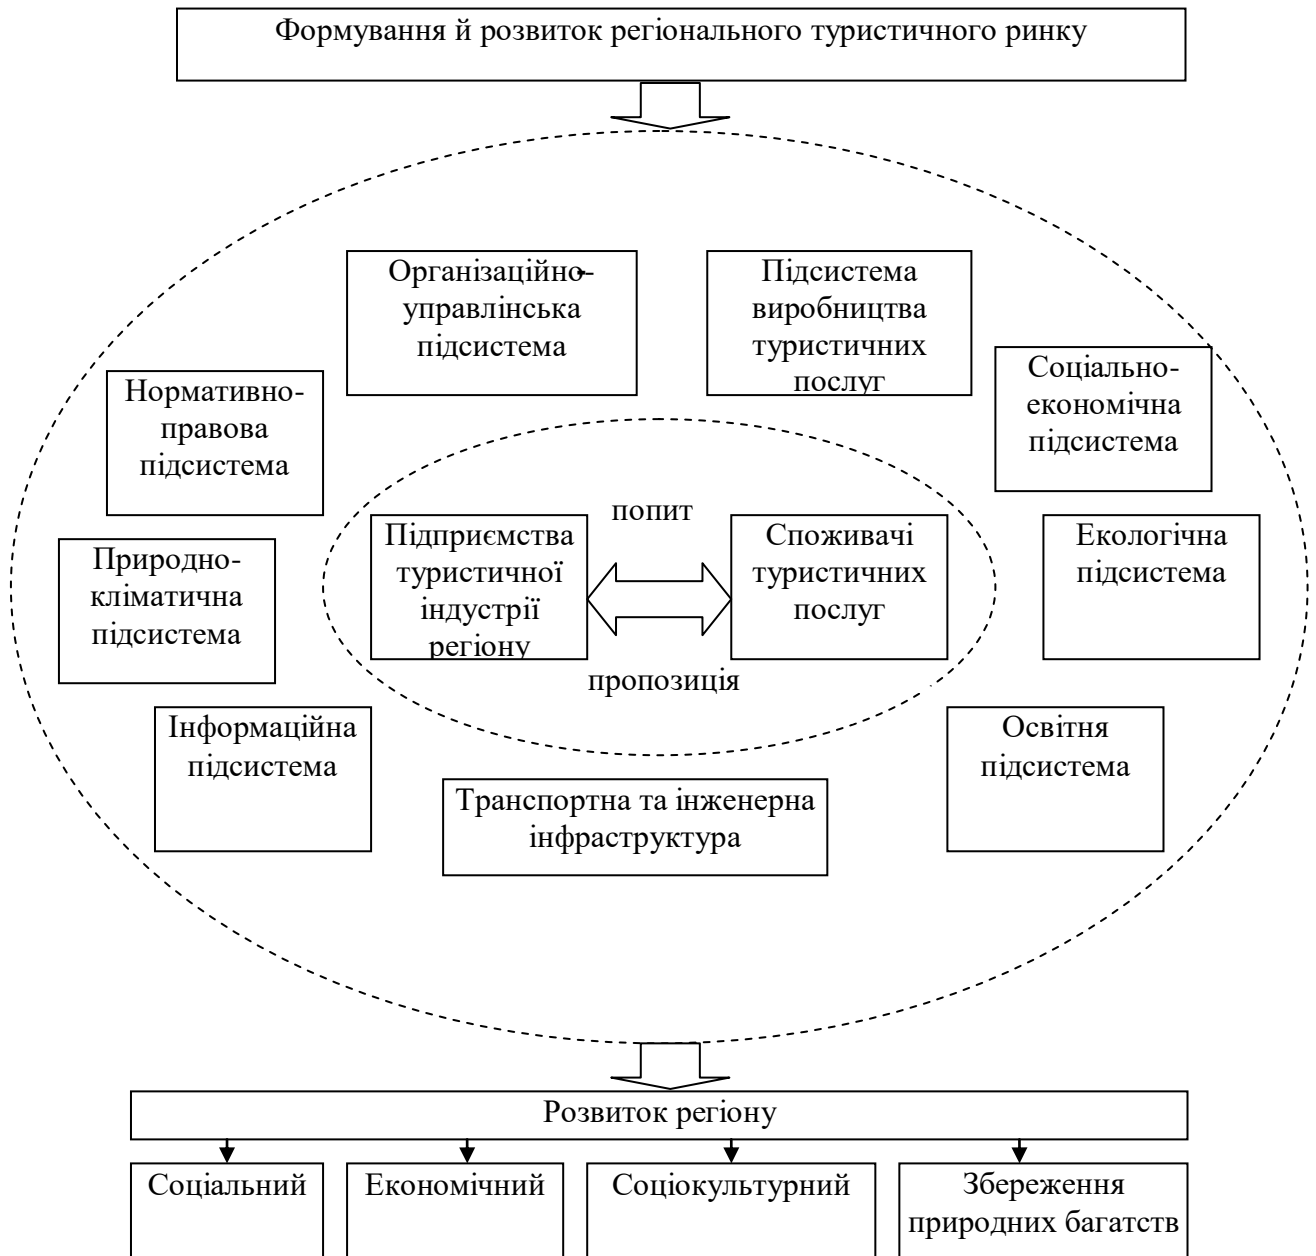 Формування й розвиток регіонального туристичного ринку
Організаційно-
управлінська
підсистема
Підсистема
виробництва
туристичних
послуг
Соціально-
економічна
підсистема
Нормативно-
правова
підсистема
попит
Підприємства
туристичної
індустрії
регіону
Споживачі
туристичних
послуг
Екологічна
підсистема
Природно-
кліматична
підсистема
пропозиція
Інформаційна
підсистема
Освітня
підсистема
Транспортна та інженерна
інфраструктура
Розвиток регіону
Соціальний
Економічний
Соціокультурний
Збереження
природних багатств